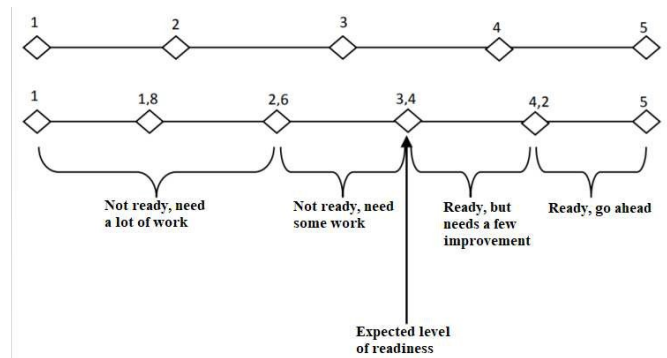 1 2 3 4 5
1 1,8 2,6 3,4 4,2 5
Not ready, need
a lot of work
Not ready, need
some work
Ready, but
needs a few
improvement
Ready, go ahead
Expected level
of readiness